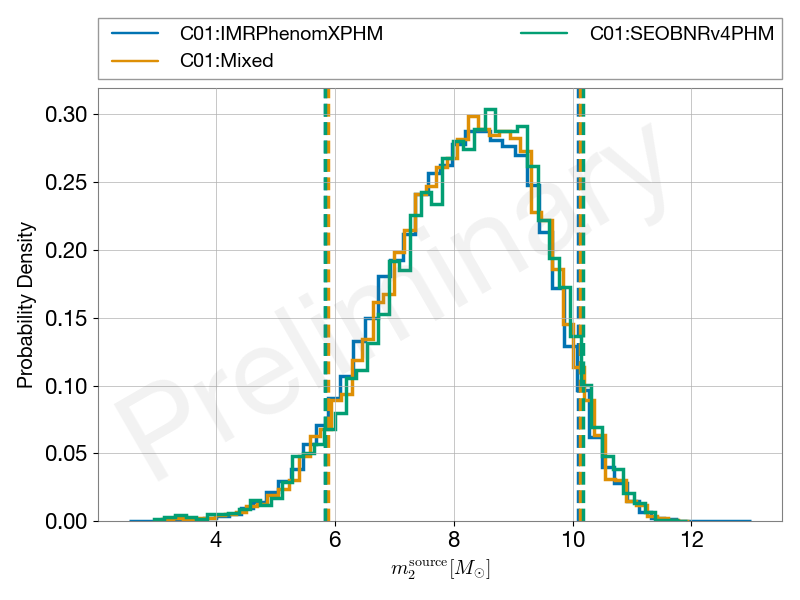 C01:IMRPhenomXPHM
C01:Mixed
C01:SEOBNRv4PHM
0.30
0.25
0.20
0.15
0.10
0.05
0.00
Probability Density
Preliminary
4 6 8 10 12
m₂^source [M⊙]